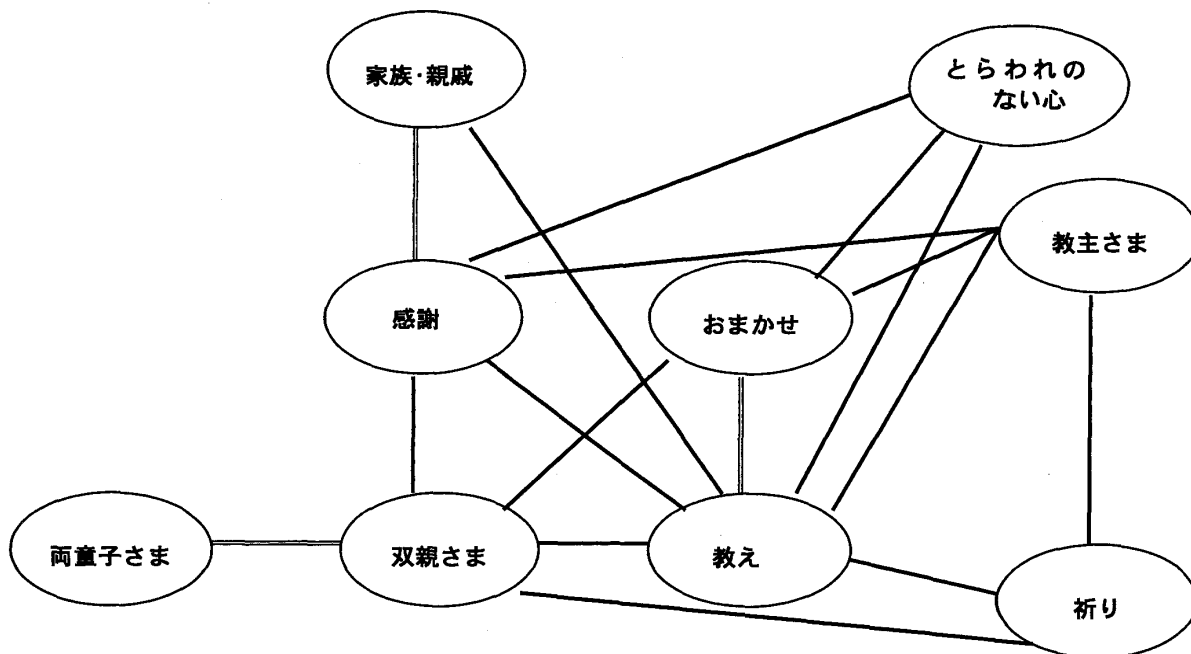 家族・親戚
とらわれの
ない心
教主さま
感謝
おまかせ
両童子さま
双親さま
教え
祈り